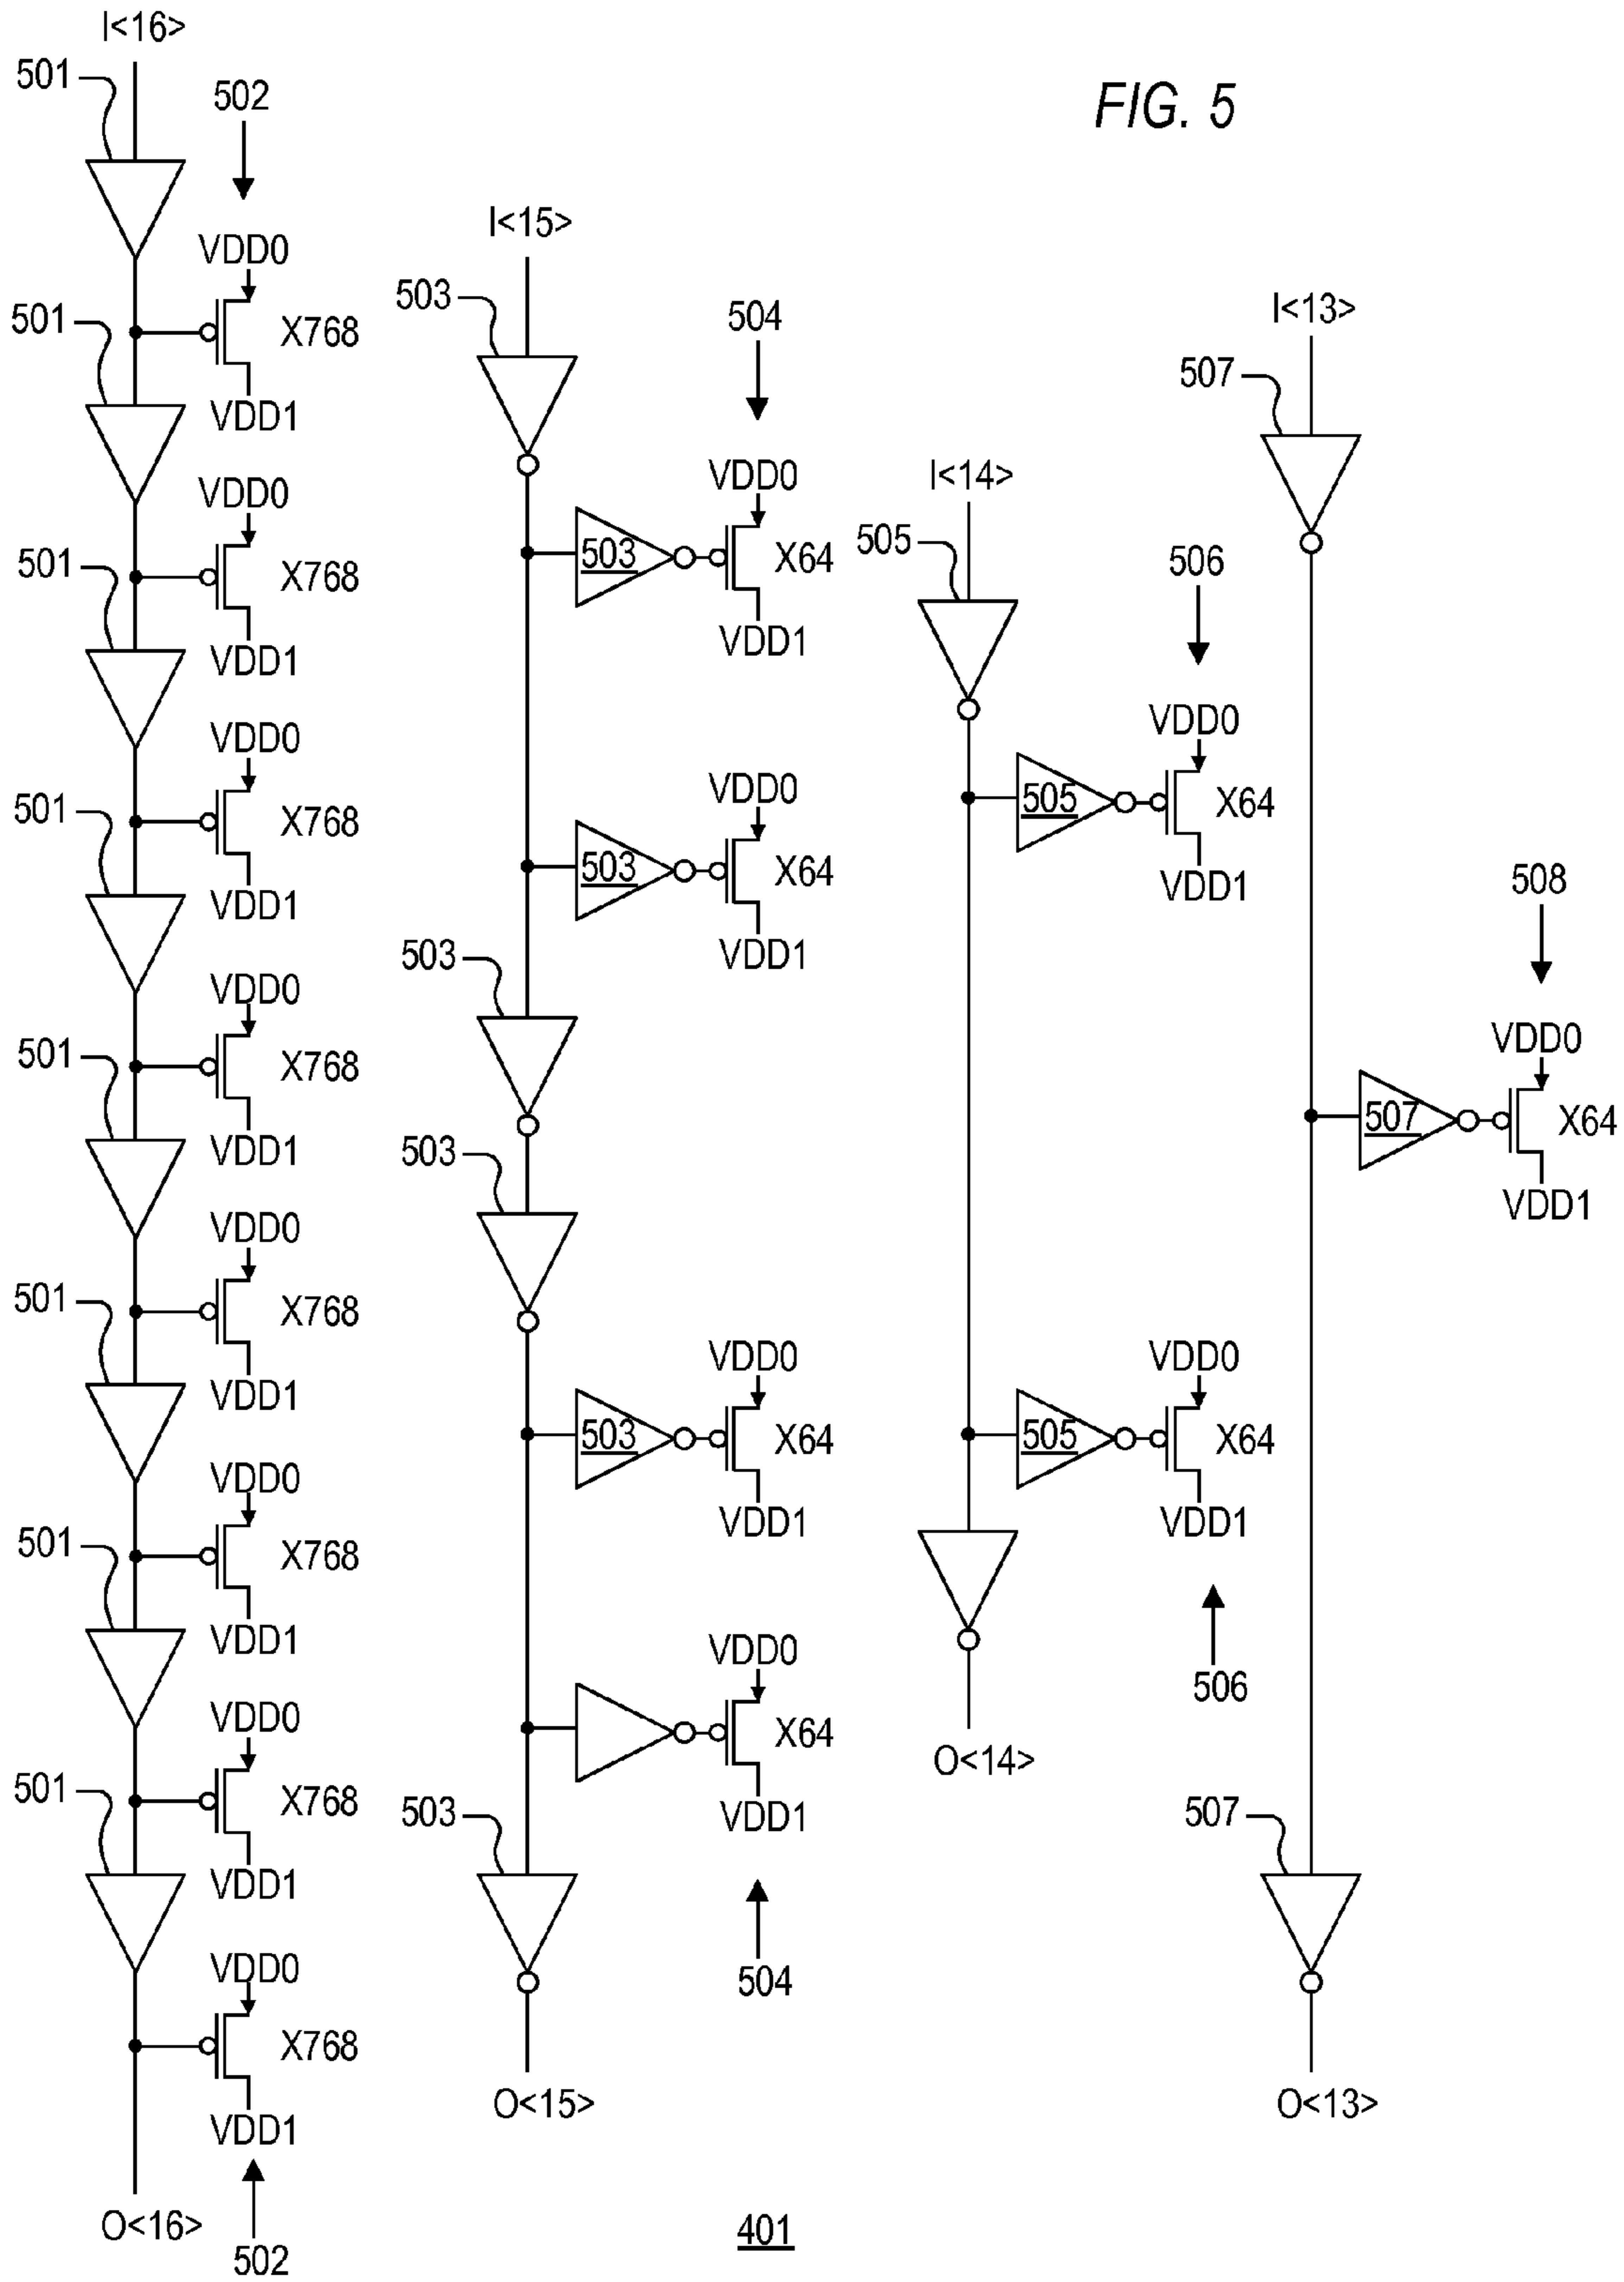 FIG. 5
I<16>
501
502
VDD0
X768
VDD1
501
VDD0
X768
VDD1
501
VDD0
X768
VDD1
501
VDD0
X768
VDD1
501
VDD0
X768
VDD1
501
VDD0
X768
VDD1
501
VDD0
X768
VDD1
501
VDD0
X768
VDD1
O<16>
502
I<15>
503
504
VDD0
503
X64
VDD1
VDD0
503
X64
VDD1
503
503
VDD0
503
X64
VDD1
VDD0
X64
VDD1
503
504
O<15>
I<14>
505
506
VDD0
505
X64
VDD1
VDD0
505
X64
VDD1
506
O<14>
I<13>
507
508
VDD0
507
X64
VDD1
507
O<13>
401